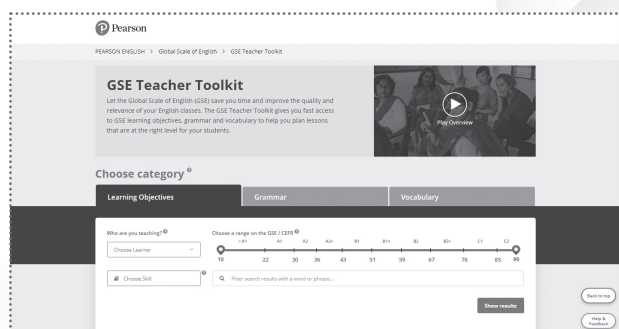 Pearson
PEARSON ENGLISH > Global Scale of English > GSE Teacher Toolkit
GSE Teacher Toolkit
Let the Global Scale of English (GSE) save you time and improve the quality and
relevance of your English classes. The GSE Teacher Toolkit gives you fast access
to GSE learning objectives, grammar and vocabulary to help you plan lessons
that are at the right level for your students.
Play Overview
Choose category
Learning Objectives Grammar Vocabulary
Who are you teaching? Choose a range on the GSE / CEFR
<A1 A1 A2 A2+ B1 B1+ B2 B2+ C1 C2
Choose Learner
10 22 30 36 43 51 59 67 76 85 90
Choose Skill Filter search results with a word or phrase...
Show results
Back to top
Help &
Feedback